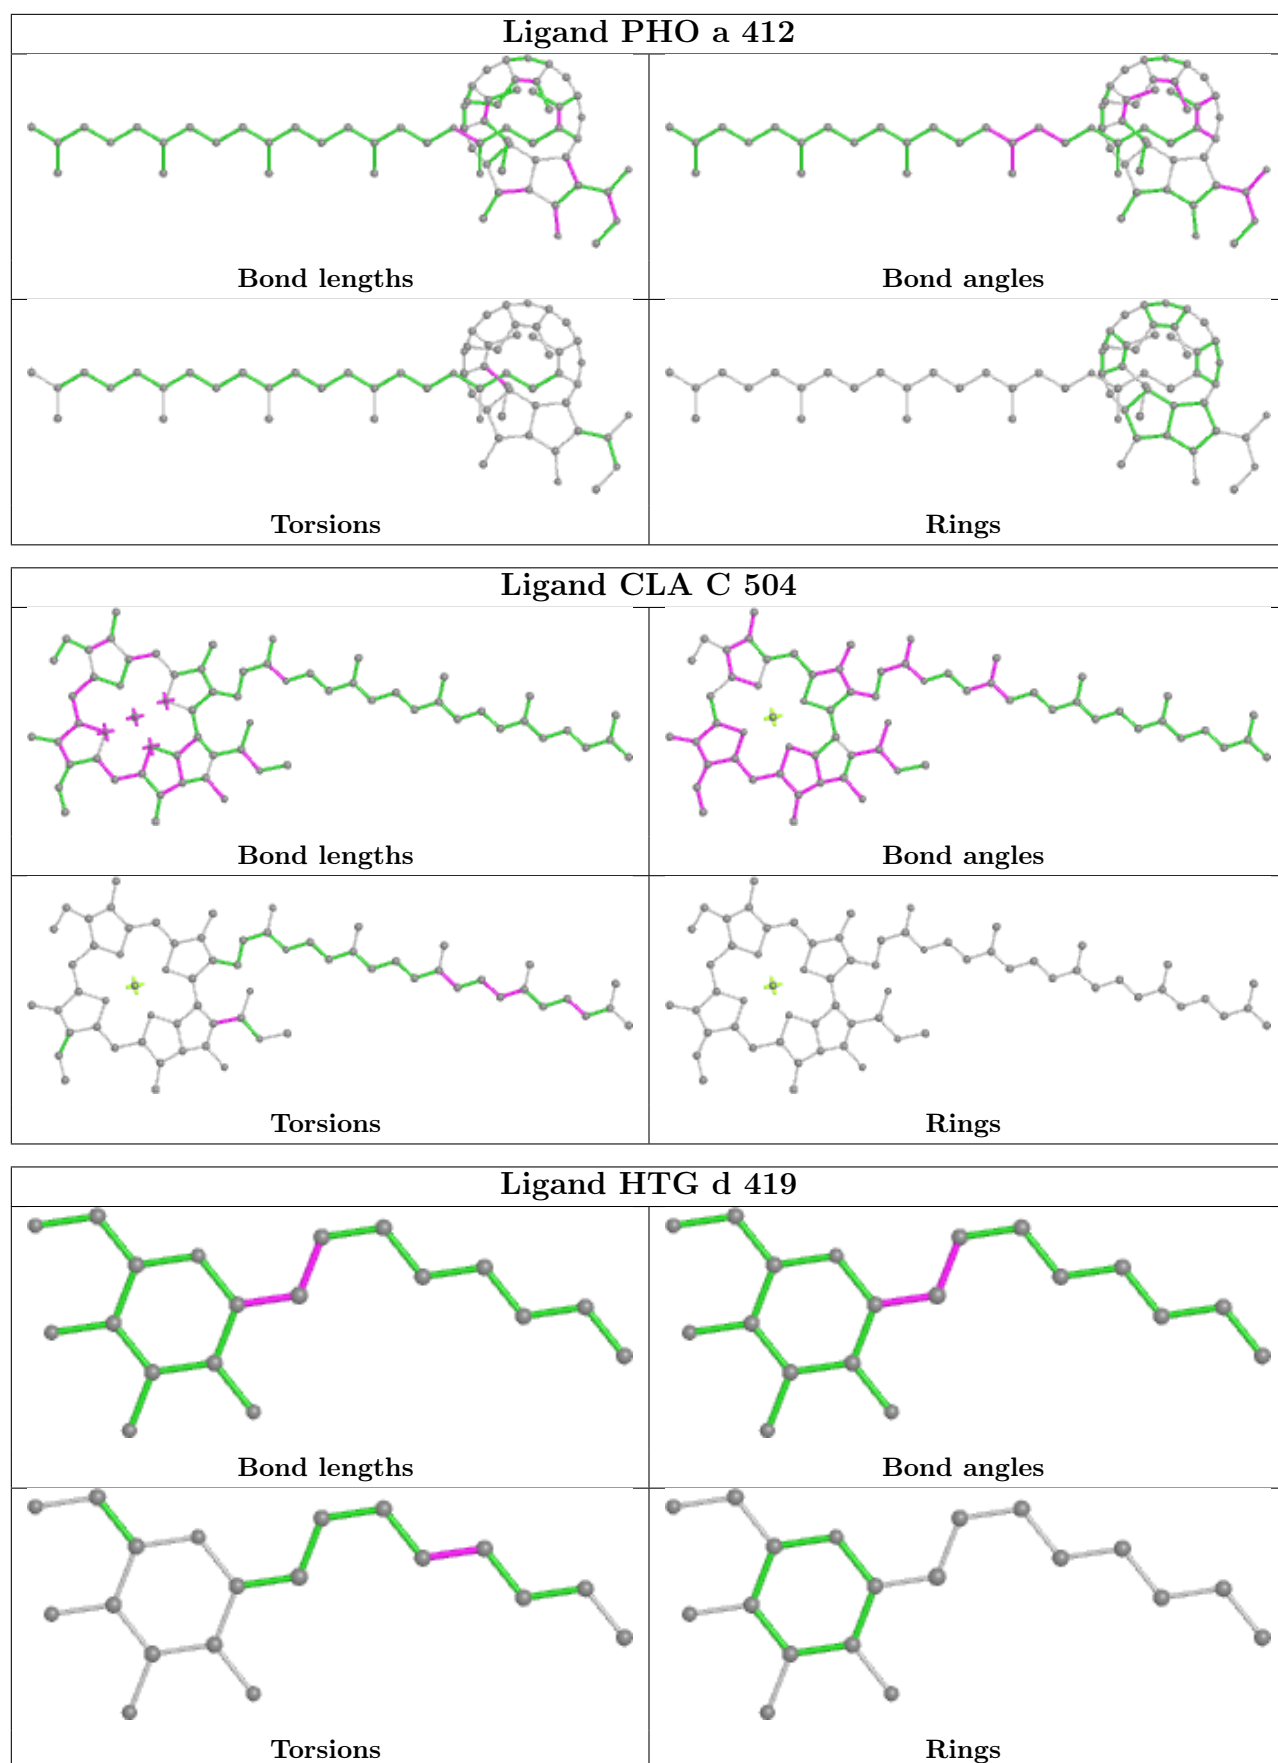 Ligand PHO a 412
Bond lengths
Bond angles
Torsions
Rings
Ligand CLA C 504
Bond lengths
Bond angles
Torsions
Rings
Ligand HTG d 419
Bond lengths
Bond angles
Torsions
Rings